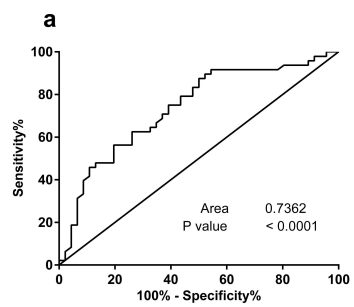 a
100
80
60
40
20
0
Sensitivity%
Area 0.7362
P value < 0.0001
0 20 40 60 80 100
100% - Specificity%